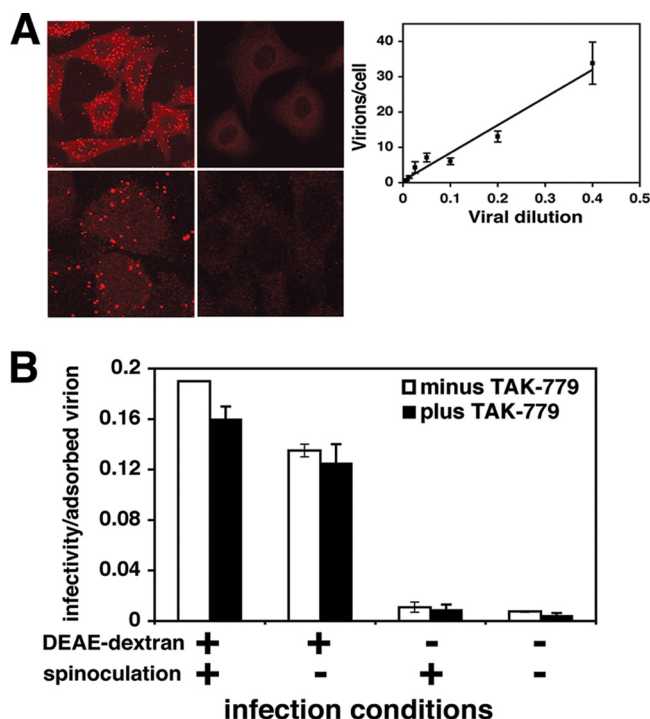 A
Virions/cell
40
30
20
10
0
0 0.1 0.2 0.3 0.4 0.5
Viral dilution
B
infectivity/adsorbed virion
0.2
0.16
0.12
0.08
0.04
0
minus TAK-779
plus TAK-779
DEAE-dextran + + - -
spinoculation + - + -
infection conditions